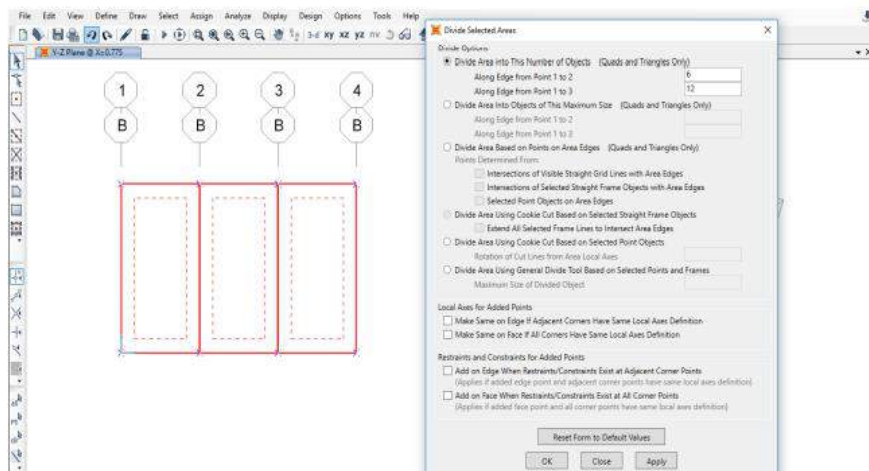 File Edit View Define Draw Select Assign Analyze Display Design Options Tools Help
3-d xy xz yz nv
Y-Z Plane @ X=0.775
1 2 3 4
B B B B
Divide Selected Areas
Divide Options
Divide Area into This Number of Objects (Quads and Triangles Only)
Along Edge from Point 1 to 2 6
Along Edge from Point 1 to 3 12
Divide Area Into Objects of This Maximum Size (Quads and Triangles Only)
Along Edge from Point 1 to 2
Along Edge from Point 1 to 3
Divide Area Based on Points on Area Edges (Quads and Triangles Only)
Points Determined From:
Intersections of Visible Straight Grid Lines with Area Edges
Intersections of Selected Straight Frame Objects with Area Edges
Selected Point Objects on Area Edges
Divide Area Using Cookie Cut Based on Selected Straight Frame Objects
Extend All Selected Frame Lines to Intersect Area Edges
Divide Area Using Cookie Cut Based on Selected Point Objects
Rotation of Cut Lines from Area Local Axes
Divide Area Using General Divide Tool Based on Selected Points and Frames
Maximum Size of Divided Object
Local Axes for Added Points
Make Same on Edge If Adjacent Corners Have Same Local Axes Definition
Make Same on Face If All Corners Have Same Local Axes Definition
Restraints and Constraints for Added Points
Add on Edge When Restraints/Constraints Exist at Adjacent Corner Points
(Applies if added edge point and adjacent corner points have same local axes definition)
Add on Face When Restraints/Constraints Exist at All Corner Points
(Applies if added face point and all corner points have same local axes definition)
Reset Form to Default Values
OK Close Apply